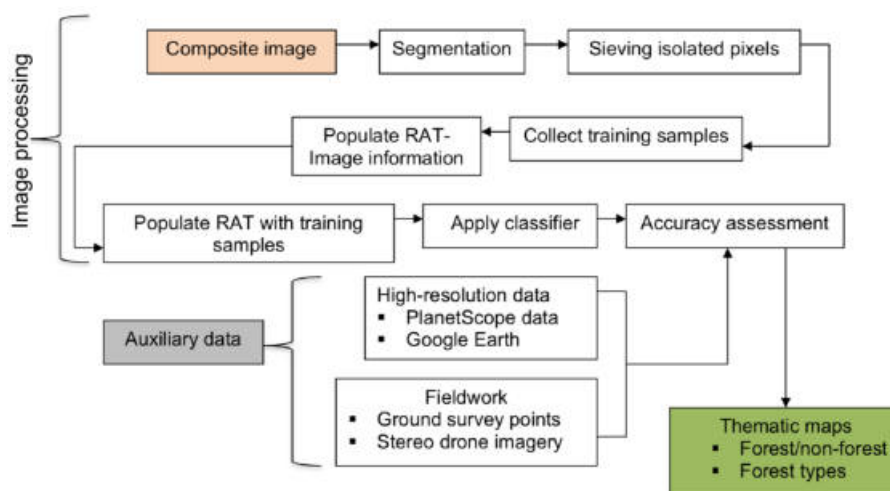 Image processing
Composite image
Segmentation
Sieving isolated pixels
Populate RAT-
Image information
Collect training samples
Populate RAT with training
samples
Apply classifier
Accuracy assessment
Auxiliary data
High-resolution data
▪ PlanetScope data
▪ Google Earth
Fieldwork
▪ Ground survey points
▪ Stereo drone imagery
Thematic maps
▪ Forest/non-forest
▪ Forest types